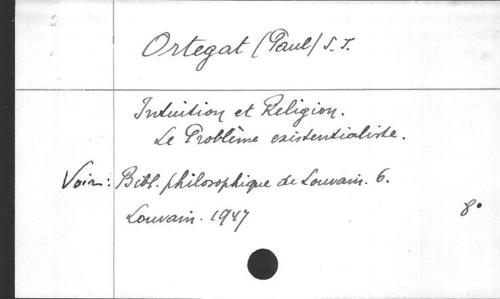 Ortegat (Paul) S.J.
Intuition et Religion.
Le Problème existentialiste.
Voir: Bibl. philosophique de Louvain. 6.
Louvain. 1947
8°